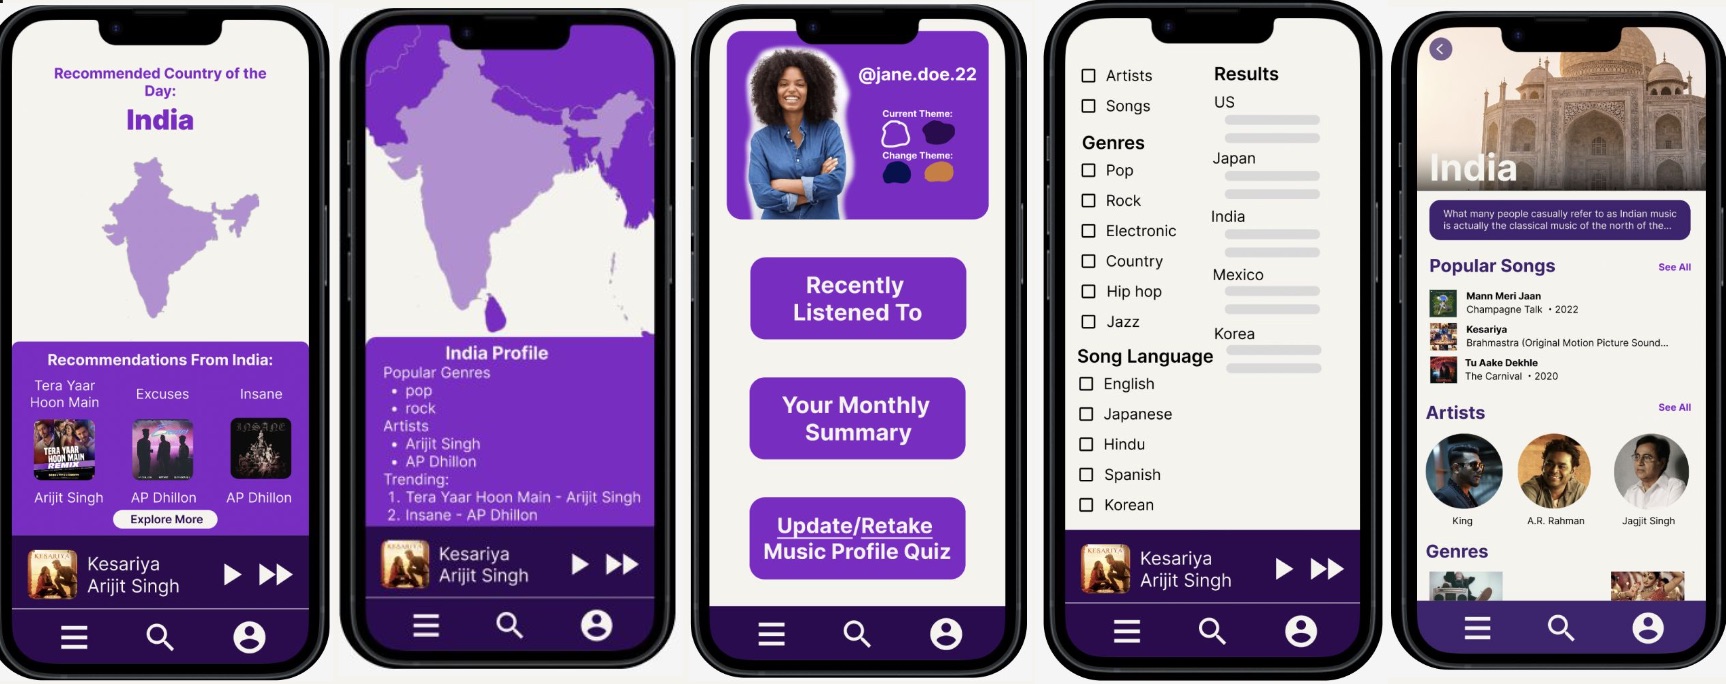 Recommended Country of the
Day:
India
Recommendations From India:
Tera Yaar
Hoon Main
Excuses
Insane
TERA YAAR
HOON MAIN
REMIX
INSANE
Arijit Singh
AP Dhillon
AP Dhillon
Explore More
KESARIYA
Kesariya
Arijit Singh
India Profile
Popular Genres
• pop
• rock
Artists
• Arijit Singh
• AP Dhillon
Trending:
1. Tera Yaar Hoon Main - Arijit Singh
2. Insane - AP Dhillon
KESARIYA
Kesariya
Arijit Singh
@jane.doe.22
Current Theme:
Change Theme:
Recently
Listened To
Your Monthly
Summary
Update/Retake
Music Profile Quiz
Artists
Songs
Genres
Pop
Rock
Electronic
Country
Hip hop
Jazz
Song Language
English
Japanese
Hindu
Spanish
Korean
Results
US
Japan
India
Mexico
Korea
KESARIYA
Kesariya
Arijit Singh
India
What many people casually refer to as Indian music
is actually the classical music of the north of the...
Popular Songs
See All
Mann Meri Jaan
Champagne Talk • 2022
Kesariya
Brahmastra (Original Motion Picture Sound...
Tu Aake Dekhle
The Carnival • 2020
Artists
See All
King
A.R. Rahman
Jagjit Singh
Genres